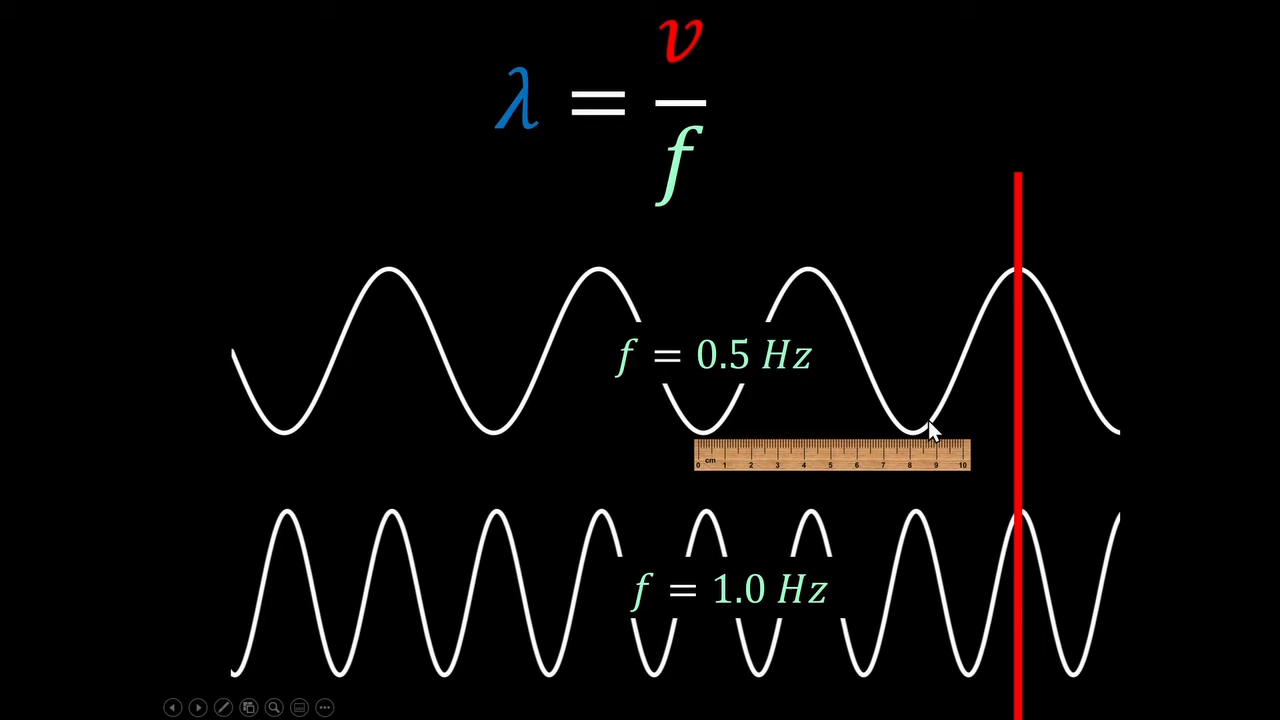 λ = v/f
f = 0.5 Hz
0 cm 1 2 3 4 5 6 7 8 9 10
f = 1.0 Hz